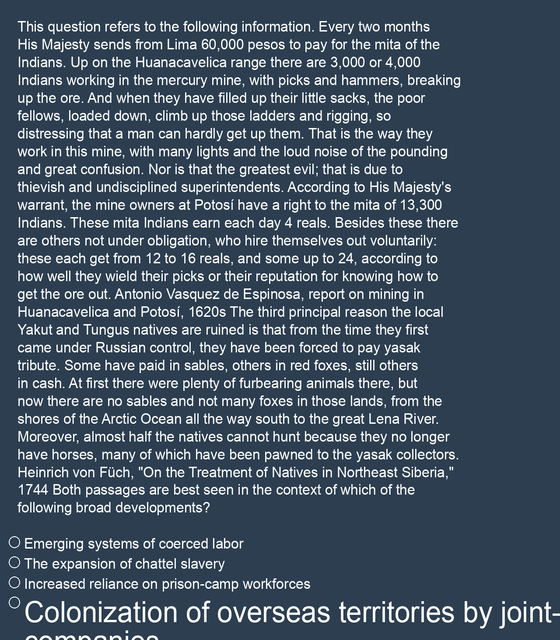 This question refers to the following information. Every two months
His Majesty sends from Lima 60,000 pesos to pay for the mita of the
Indians. Up on the Huanacavelica range there are 3,000 or 4,000
Indians working in the mercury mine, with picks and hammers, breaking
up the ore. And when they have filled up their little sacks, the poor
fellows, loaded down, climb up those ladders and rigging, so
distressing that a man can hardly get up them. That is the way they
work in this mine, with many lights and the loud noise of the pounding
and great confusion. Nor is that the greatest evil; that is due to
thievish and undisciplined superintendents. According to His Majesty's
warrant, the mine owners at Potosí have a right to the mita of 13,300
Indians. These mita Indians earn each day 4 reals. Besides these there
are others not under obligation, who hire themselves out voluntarily:
these each get from 12 to 16 reals, and some up to 24, according to
how well they wield their picks or their reputation for knowing how to
get the ore out. Antonio Vasquez de Espinosa, report on mining in
Huanacavelica and Potosí, 1620s The third principal reason the local
Yakut and Tungus natives are ruined is that from the time they first
came under Russian control, they have been forced to pay yasak
tribute. Some have paid in sables, others in red foxes, still others
in cash. At first there were plenty of furbearing animals there, but
now there are no sables and not many foxes in those lands, from the
shores of the Arctic Ocean all the way south to the great Lena River.
Moreover, almost half the natives cannot hunt because they no longer
have horses, many of which have been pawned to the yasak collectors.
Heinrich von Füch, "On the Treatment of Natives in Northeast Siberia,"
1744 Both passages are best seen in the context of which of the
following broad developments?
Emerging systems of coerced labor
The expansion of chattel slavery
Increased reliance on prison-camp workforces
Colonization of overseas territories by joint-
companies